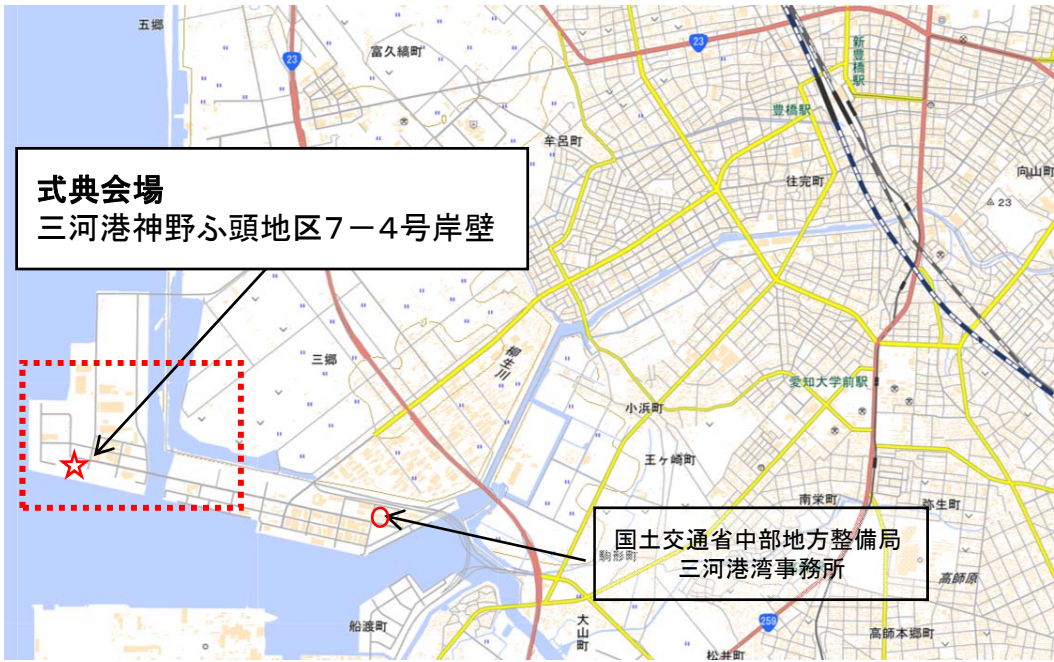 五郷
23
富久縞町
23
新豊橋駅
豊橋駅
牟呂町
往完町
向山町
23
式典会場
三河港神野ふ頭地区7-4号岸壁
三郷
柳生川
愛知大学前駅
小浜町
王ヶ崎町
南栄町
弥生町
国土交通省中部地方整備局
三河港湾事務所
駒形町
高師原
船渡町
大山町
259
高師本郷町
松井町